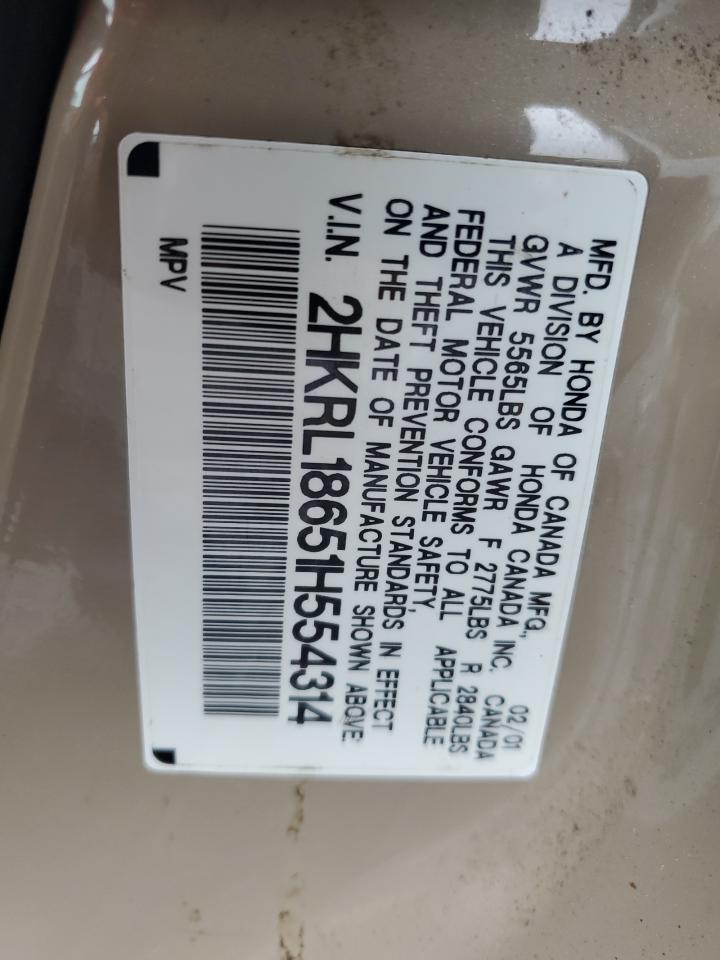 MFD. BY HONDA OF CANADA MFG., 02/01
A DIVISION OF HONDA CANADA INC. CANADA
GVWR 5565LBS GAWR F 2775LBS R 2840LBS
THIS VEHICLE CONFORMS TO ALL APPLICABLE
FEDERAL MOTOR VEHICLE SAFETY,
AND THEFT PREVENTION STANDARDS IN EFFECT
ON THE DATE OF MANUFACTURE SHOWN ABOVE.
V.I.N. 2HKRL18651H554314
MPV